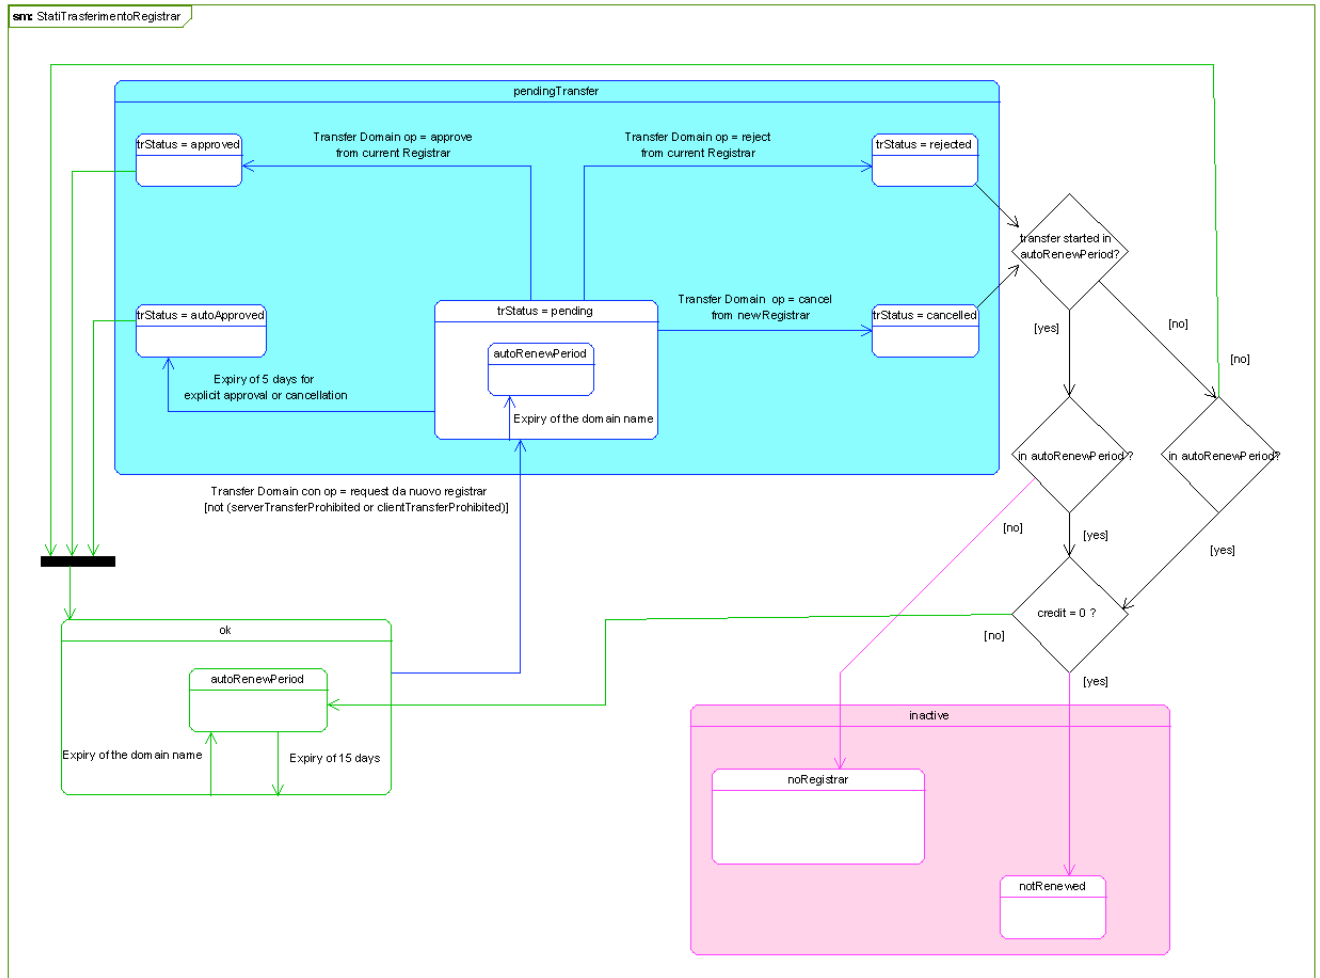 sm: StatiTrasferimentoRegistrar
pendingTransfer
trStatus = approved
Transfer Domain op = approve
from current Registrar
Transfer Domain op = reject
from current Registrar
trStatus = rejected
transfer started in
autoRenewPeriod?
trStatus = autoApproved
trStatus = pending
Transfer Domain op = cancel
from new Registrar
trStatus = cancelled
[yes]
[no]
[no]
autoRenewPeriod
Expiry of 5 days for
explicit approval or cancellation
Expiry of the domain name
in autoRenewPeriod ?
in autoRenewPeriod?
Transfer Domain con op = request da nuovo registrar
[not (serverTransferProhibited or clientTransferProhibited)]
[no]
[yes]
[yes]
credit = 0 ?
ok
[no]
autoRenewPeriod
[yes]
inactive
Expiry of the domain name
Expiry of 15 days
noRegistrar
notRenewed